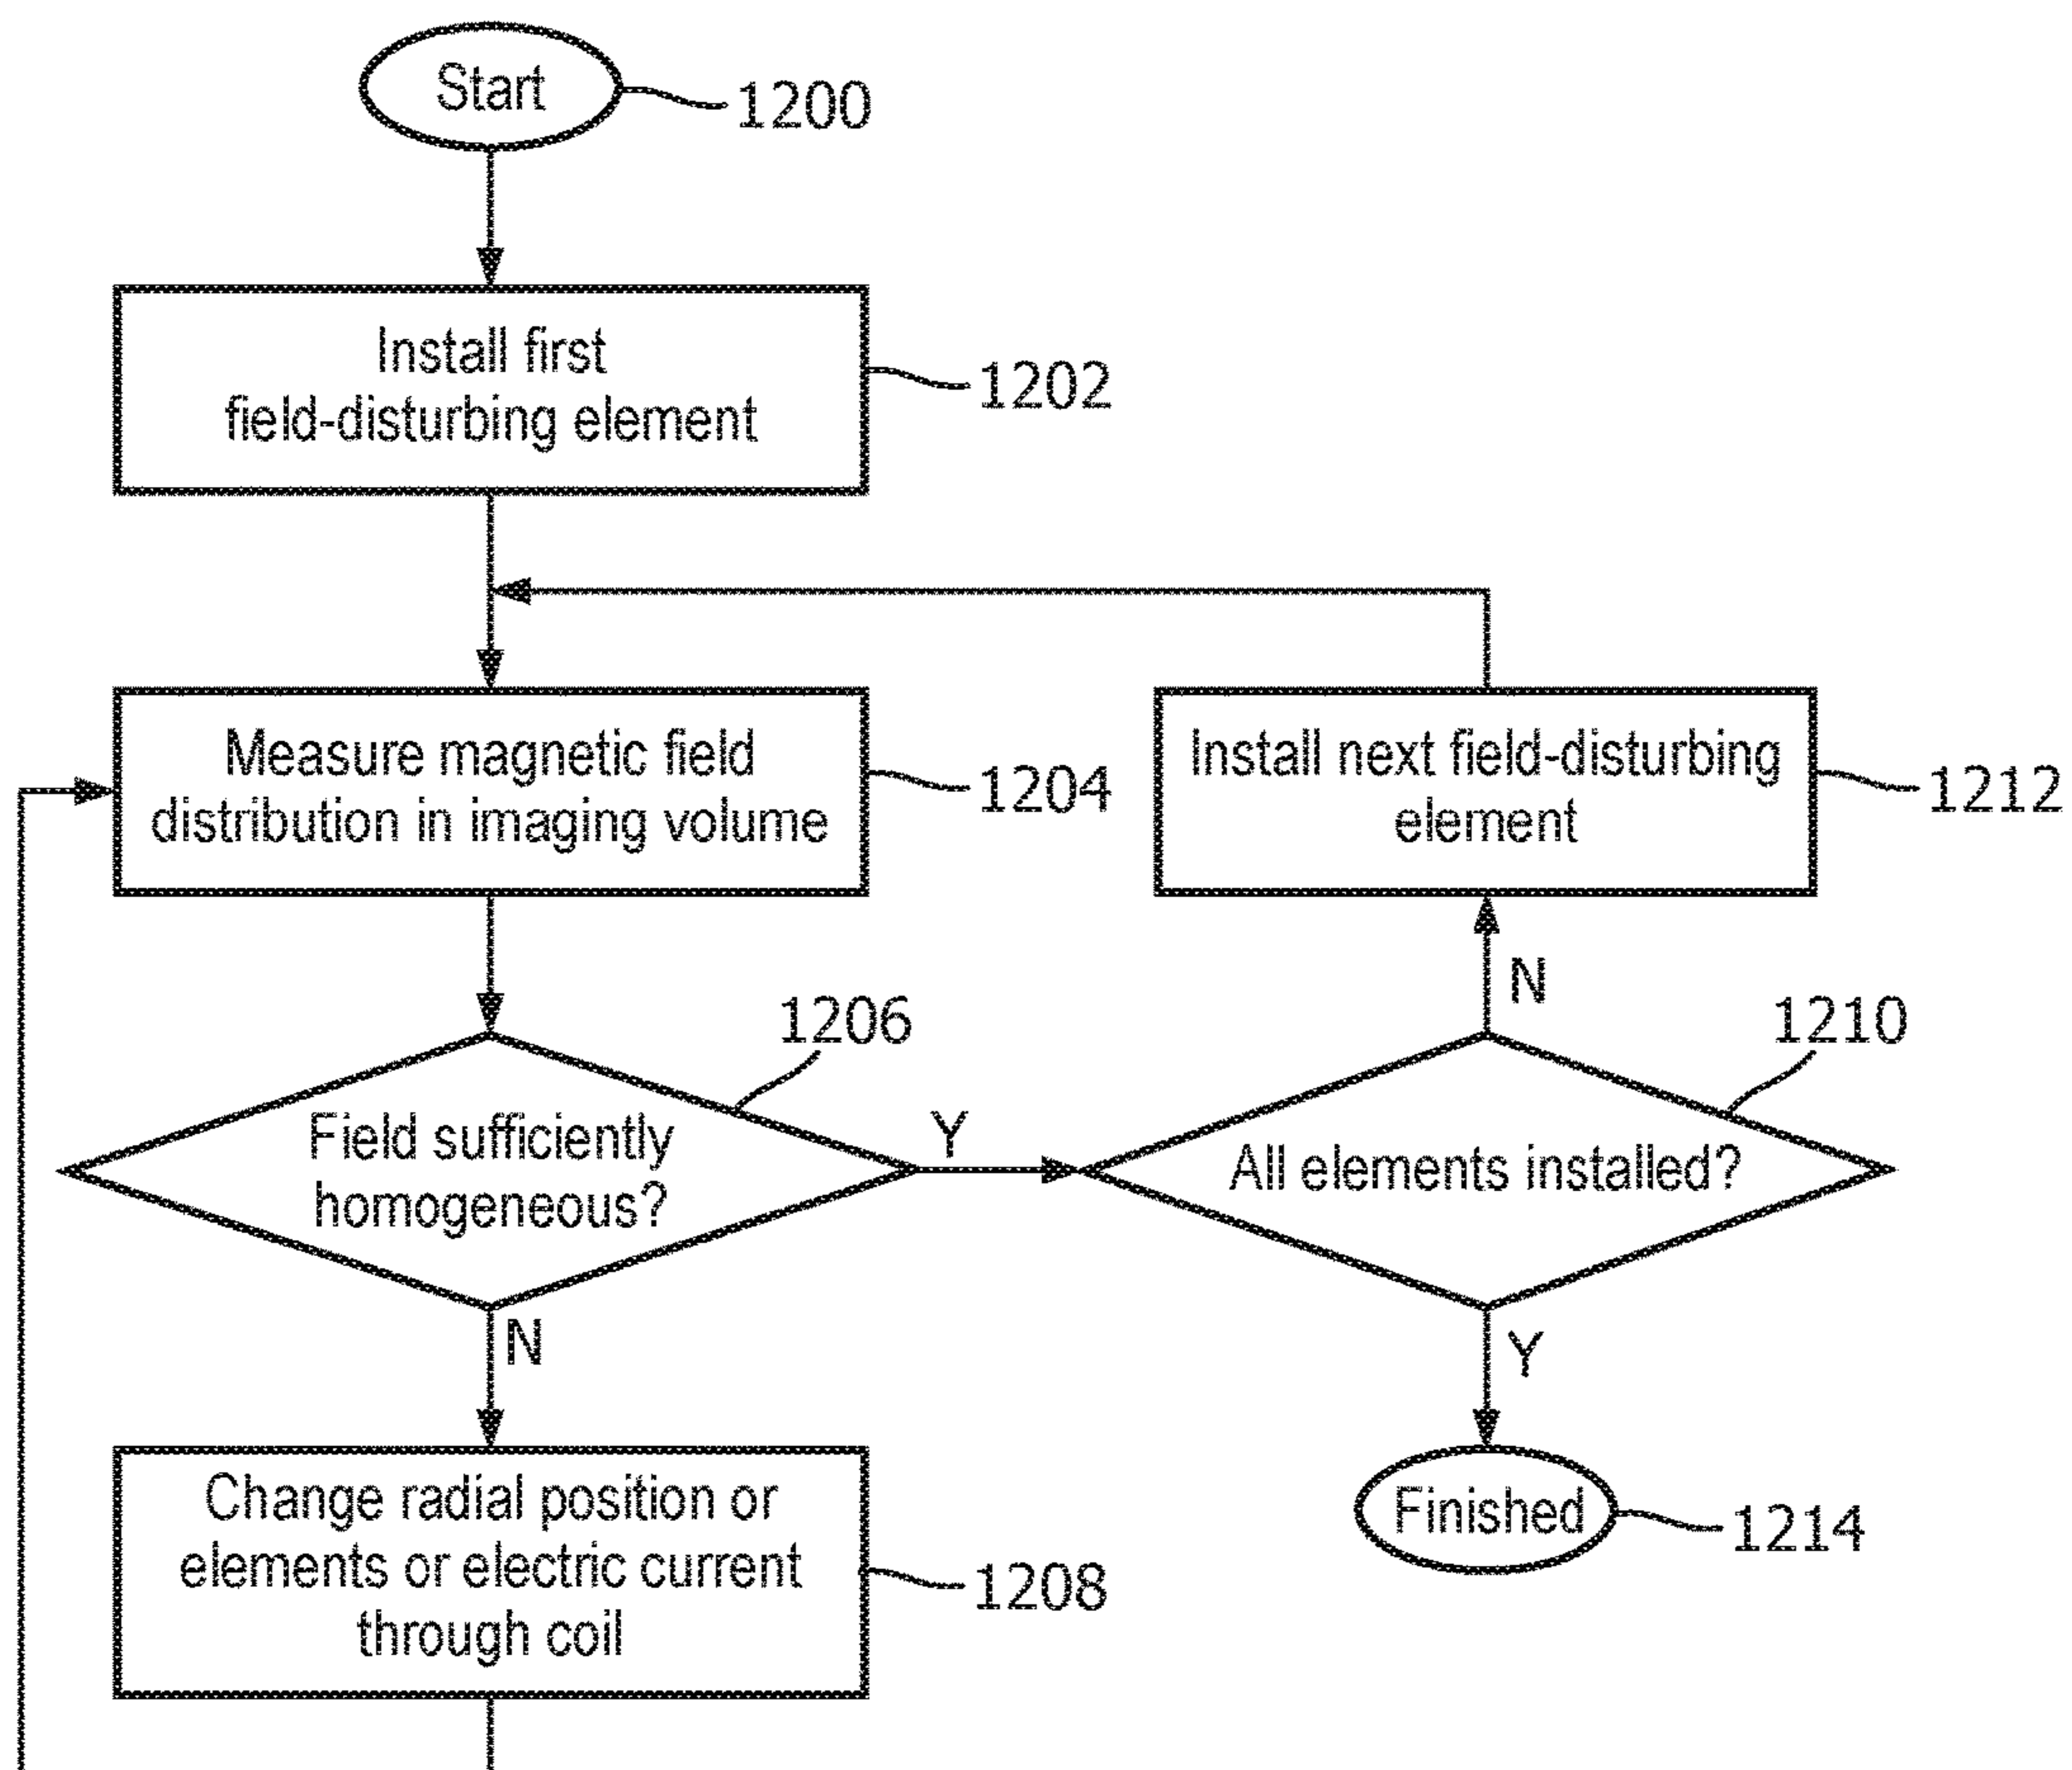 Start
1200
Install first
field-disturbing element
1202
Measure magnetic field
distribution in imaging volume
1204
Install next field-disturbing
element
1212
N
1206
1210
Field sufficiently
homogeneous?
Y
All elements installed?
N
Y
Change radial position or
elements or electric current
through coil
1208
Finished
1214